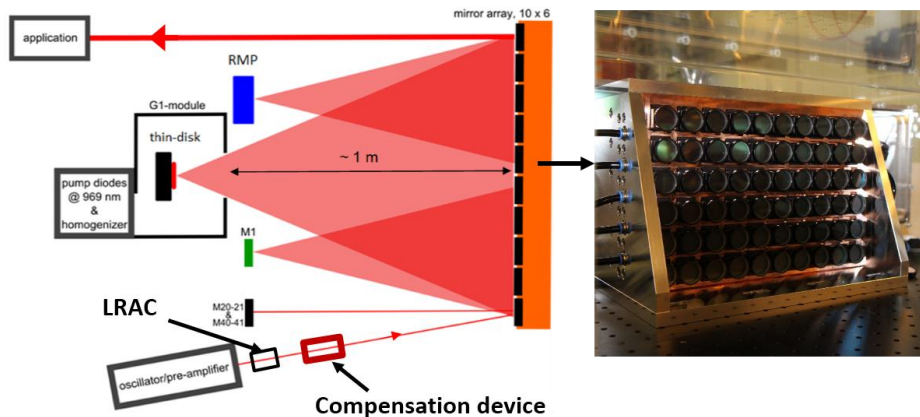 mirror array, 10 x 6
application
RMP
G1-module
thin-disk
~ 1 m
pump diodes
@ 969 nm
&
homogenizer
M1
M20-21
&
M40-41
LRAC
oscillator/pre-amplifier
Compensation device